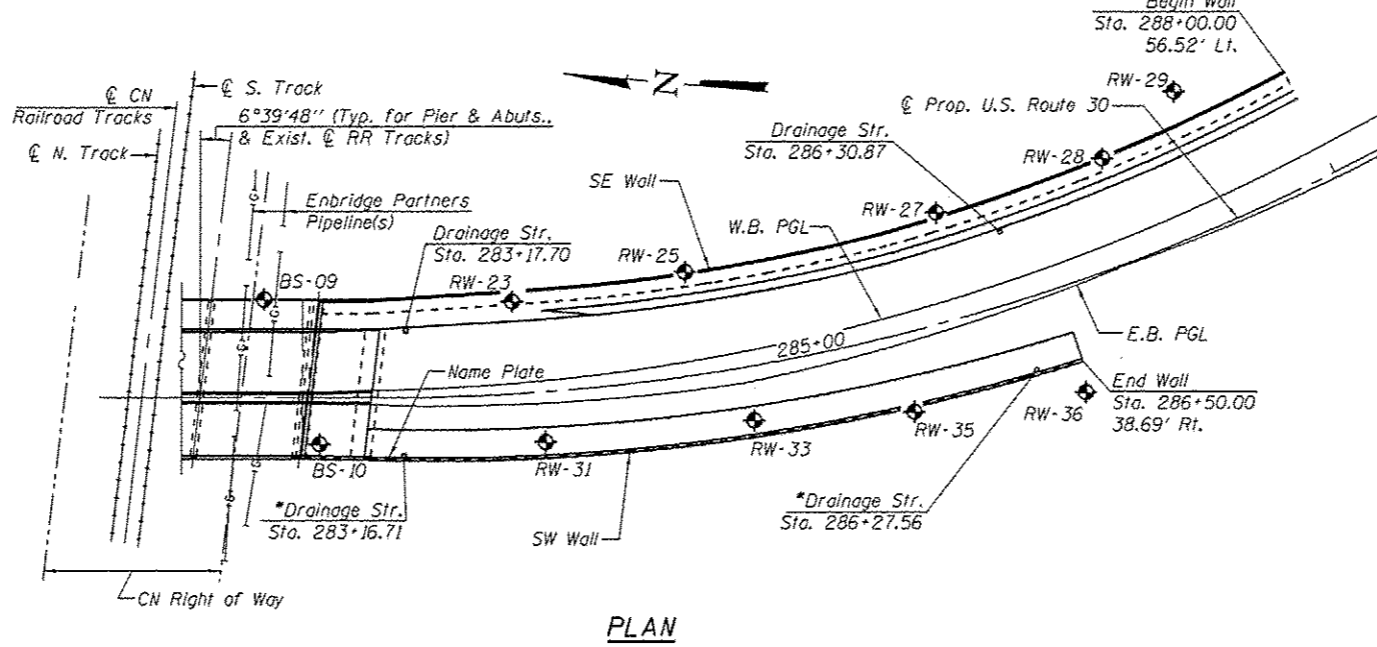 Begin Wall
Sta. 288+00.00
56.52' Lt.
RW-29
℄ S. Track
℄ CN
Railroad Tracks
6°39'48'' (Typ. for Pier & Abuts..
& Exist. ℄ RR Tracks)
℄ N. Track
Z
℄ Prop. U.S. Route 30
Drainage Str.
Sta. 286+30.87
RW-28
SE Wall
Enbridge Partners
Pipeline(s)
RW-27
W.B. PGL
Drainage Str.
Sta. 283+17.70
RW-25
BS-09
RW-23
G
G
G
G
G
G
G
285+00
E.B. PGL
Name Plate
End Wall
Sta. 286+50.00
38.69' Rt.
RW-36
RW-35
RW-33
RW-31
BS-10
*Drainage Str.
Sta. 283+16.71
*Drainage Str.
Sta. 286+27.56
SW Wall
CN Right of Way
PLAN